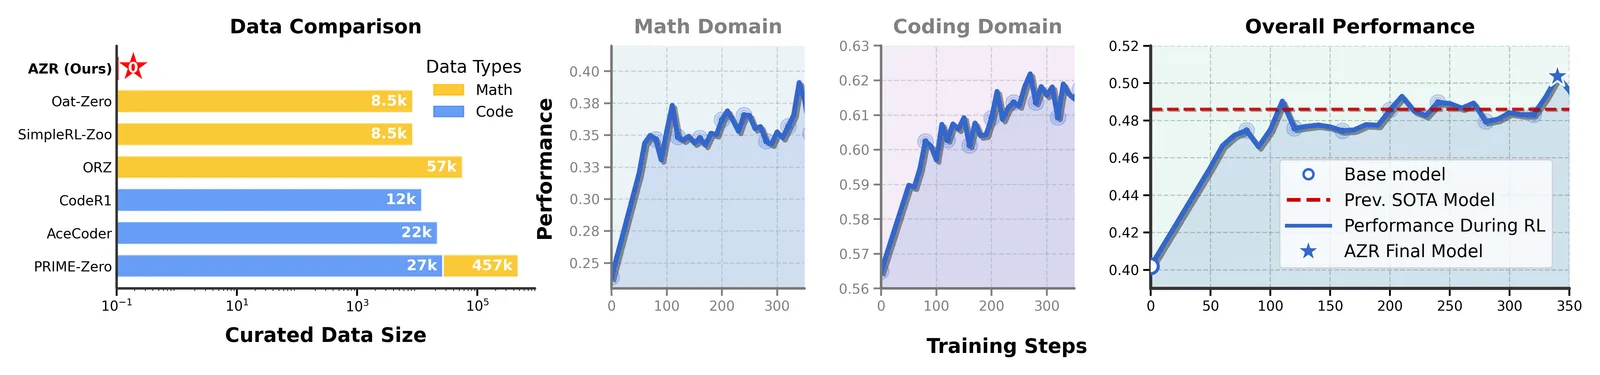 Data Comparison
AZR (Ours)
0
Oat-Zero
8.5k
SimpleRL-Zoo
8.5k
ORZ
57k
CodeR1
12k
AceCoder
22k
PRIME-Zero
27k
457k
Data Types
Math
Code
10−1
101
103
105
Curated Data Size
Math Domain
Performance
0.40
0.38
0.35
0.33
0.30
0.28
0.25
0
100
200
300
Coding Domain
0.63
0.62
0.61
0.60
0.59
0.58
0.57
0.56
0
100
200
300
Training Steps
Overall Performance
0.52
0.50
0.48
0.46
0.44
0.42
0.40
Base model
Prev. SOTA Model
Performance During RL
AZR Final Model
0
50
100
150
200
250
300
350